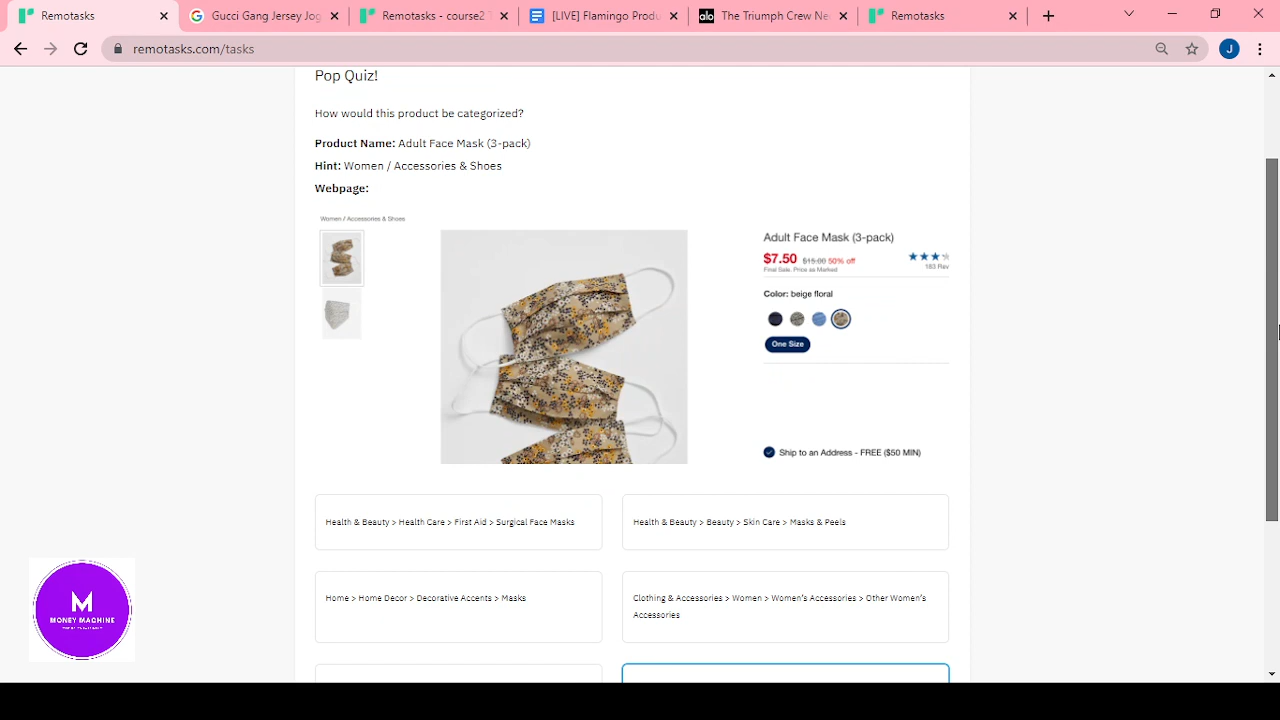 Remotasks
Gucci Gang Jersey Jog
Remotasks - course2 T
[LIVE] Flamingo Produ
alo
The Triumph Crew Ne
Remotasks
remotasks.com/tasks
J
Pop Quiz!
How would this product be categorized?
Product Name: Adult Face Mask (3-pack)
Hint: Women / Accessories & Shoes
Webpage:
Women / Accessories & Shoes
Adult Face Mask (3-pack)
$7.50 $15.00 50% off
Final Sale. Price as Marked
183 Rev
Color: beige floral
One Size
Ship to an Address - FREE ($50 MIN)
Health & Beauty > Health Care > First Aid > Surgical Face Masks
Health & Beauty > Beauty > Skin Care > Masks & Peels
Home > Home Decor > Decorative Accents > Masks
Clothing & Accessories > Women > Women's Accessories > Other Women's
Accessories
M
MONEY MACHINE